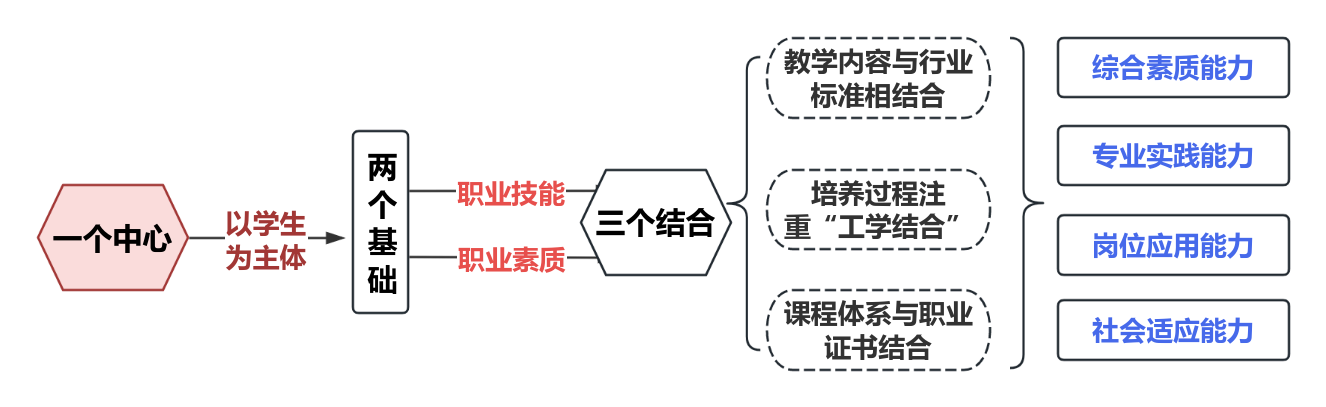 一个中心
以学生
为主体
两
个
基
础
职业技能
职业素质
三个结合
教学内容与行业
标准相结合
培养过程注
重“工学结合”
课程体系与职业
证书结合
综合素质能力
专业实践能力
岗位应用能力
社会适应能力